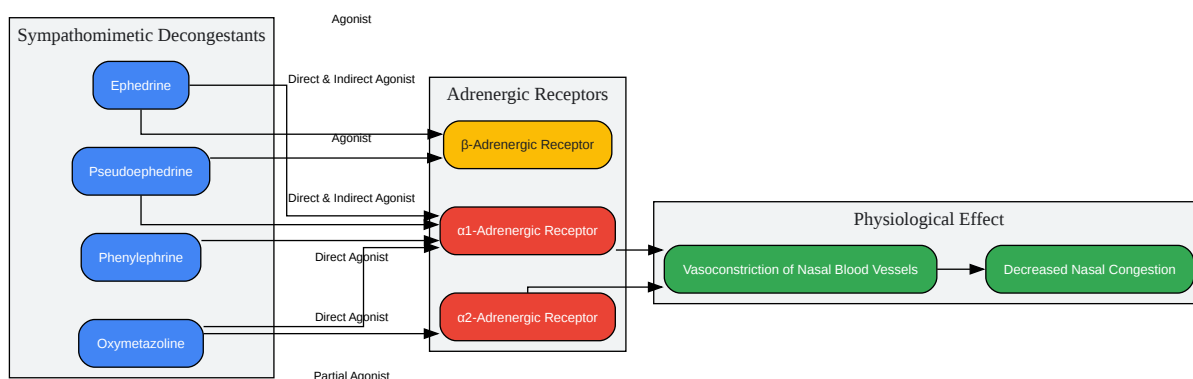 Agonist
Sympathomimetic Decongestants
Ephedrine
Direct & Indirect Agonist
Adrenergic Receptors
Agonist
β-Adrenergic Receptor
Pseudoephedrine
Direct & Indirect Agonist
α1-Adrenergic Receptor
Physiological Effect
Phenylephrine
Direct Agonist
Vasoconstriction of Nasal Blood Vessels
Decreased Nasal Congestion
Direct Agonist
α2-Adrenergic Receptor
Oxymetazoline
Partial Agonist